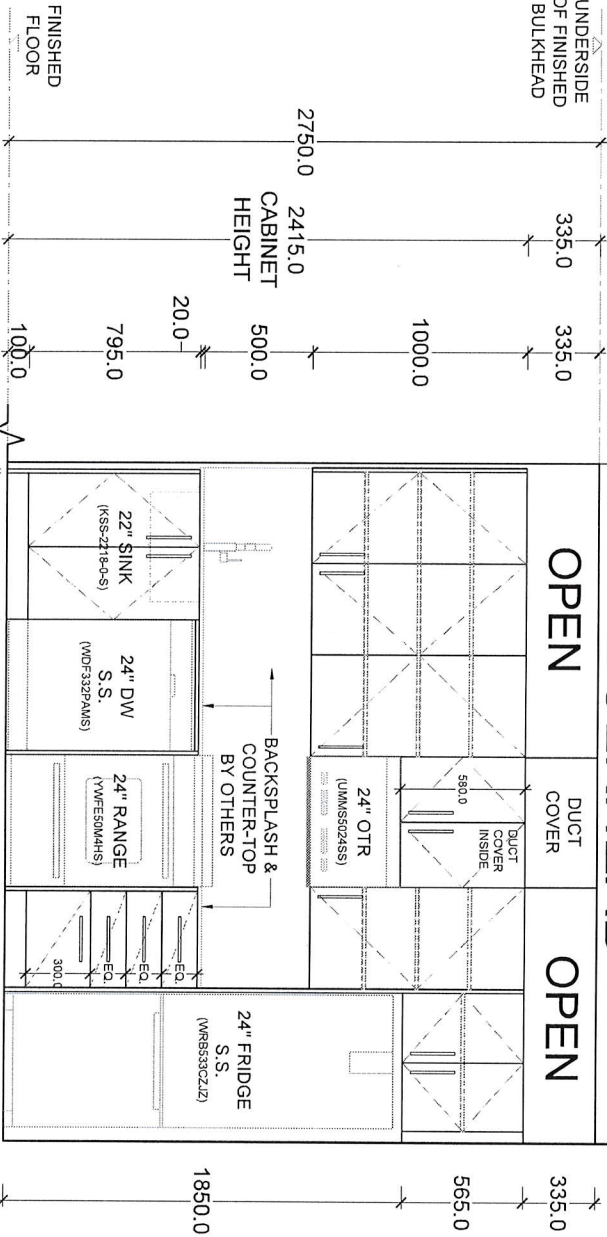 UNDERSIDE
OF FINISHED
BULKHEAD
FINISHED
FLOOR
2750.0
335.0
2415.0
CABINET
HEIGHT
335.0
1000.0
500.0
20.0
795.0
100.0
OPEN
DUCT
COVER
OPEN
580.0
DUCT
COVER
INSIDE
24" OTR
(UMMS5024SS)
BACKSPLASH &
COUNTER-TOP
BY OTHERS
22" SINK
(KSS-2218-0-S)
24" DW
S.S.
(WDF332PAMS)
24" RANGE
(YWFE50M4HS)
EQ.
EQ.
EQ.
300.0
24" FRIDGE
S.S.
(WRB533CZJZ)
335.0
565.0
1850.0